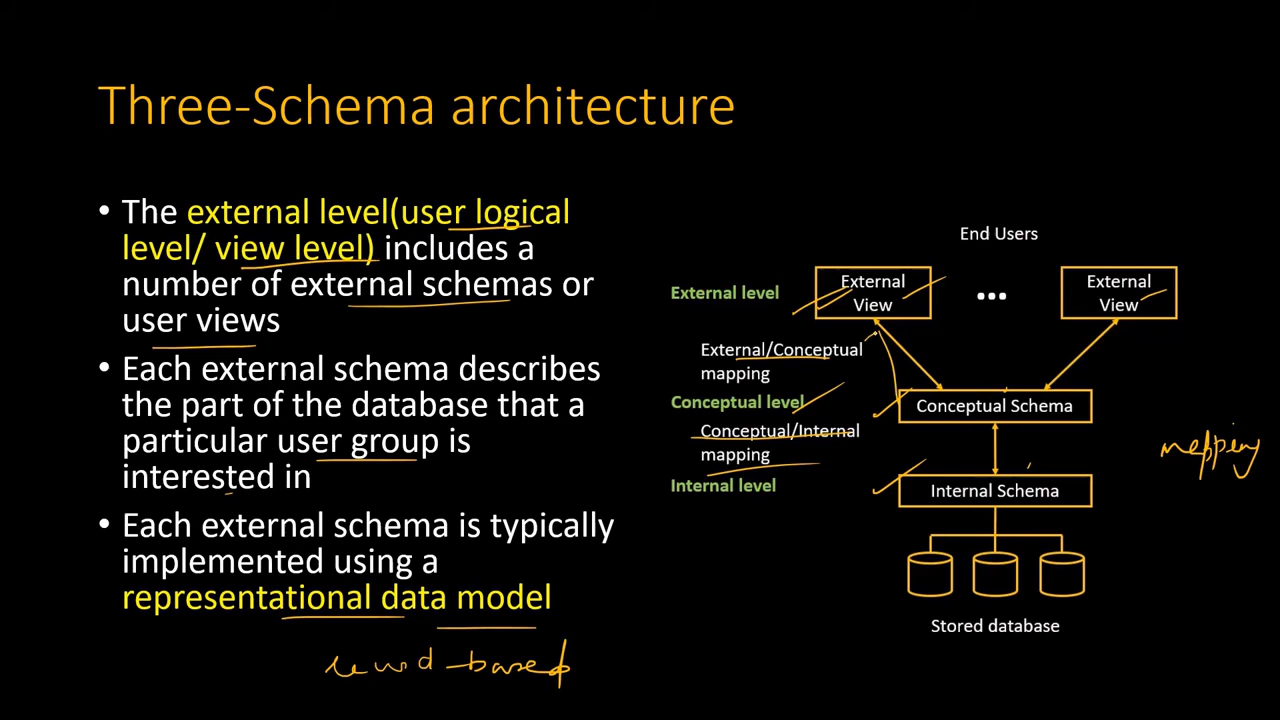 Three-Schema architecture
• The external level(user logical
level/ view level) includes a
number of external schemas or
user views
• Each external schema describes
the part of the database that a
particular user group is
interested in
• Each external schema is typically
implemented using a
representational data model
-based
End Users
External level
External
View
...
External
View
External/Conceptual
mapping
Conceptual level
Conceptual Schema
Conceptual/Internal
mapping
mapping
Internal level
Internal Schema
Stored database